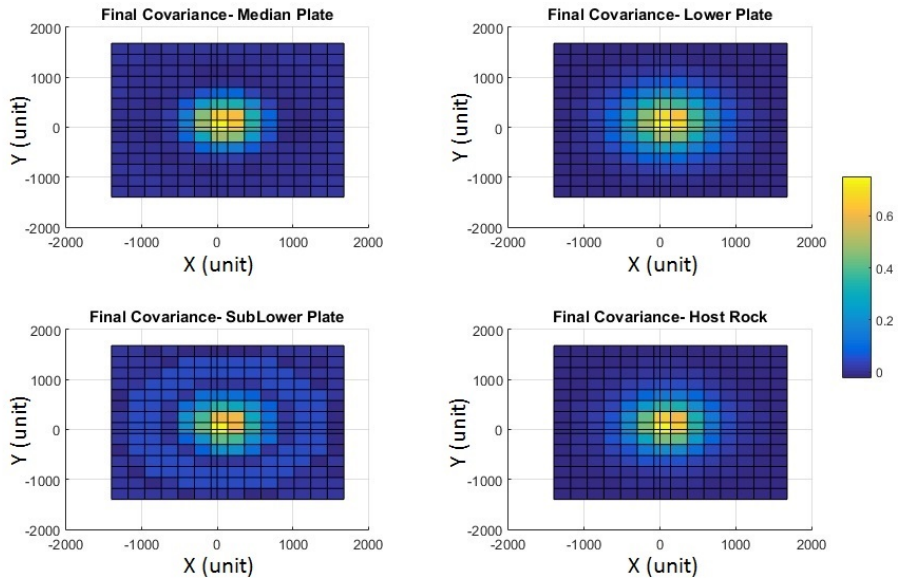 Final Covariance- Median Plate
2000
1000
0
-1000
-2000
Y (unit)
-2000 -1000 0 1000 2000
X (unit)
Final Covariance- Lower Plate
2000
1000
0
-1000
-2000
Y (unit)
-2000 -1000 0 1000 2000
X (unit)
0.6
0.4
0.2
0
Final Covariance- SubLower Plate
2000
1000
0
-1000
-2000
Y (unit)
-2000 -1000 0 1000 2000
X (unit)
Final Covariance- Host Rock
2000
1000
0
-1000
-2000
Y (unit)
-2000 -1000 0 1000 2000
X (unit)